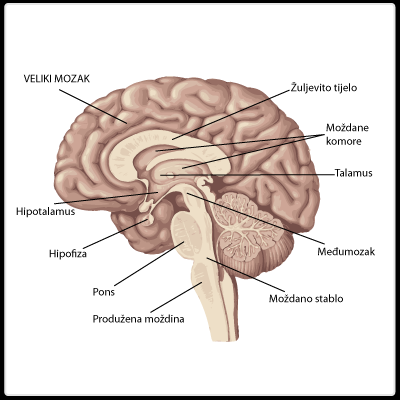 VELIKI MOZAK
Žuljevito tijelo
Moždane
komore
Talamus
Hipotalamus
Hipofiza
Međumozak
Pons
Moždano stablo
Produžena moždina